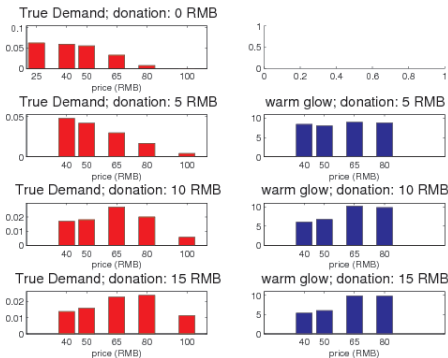 True Demand; donation: 0 RMB
0.1
0.05
0
25 40 50 65 80 100
price (RMB)
1
0.5
0
0 0.2 0.4 0.6 0.8 1
True Demand; donation: 5 RMB
0.05
0
40 50 65 80 100
price (RMB)
warm glow; donation: 5 RMB
10
5
0
40 50 65 80
price (RMB)
True Demand; donation: 10 RMB
0.02
0.01
0
40 50 65 80 100
price (RMB)
warm glow; donation: 10 RMB
10
5
0
40 50 65 80
price (RMB)
True Demand; donation: 15 RMB
0.02
0.01
0
40 50 65 80 100
price (RMB)
warm glow; donation: 15 RMB
10
5
0
40 50 65 80
price (RMB)